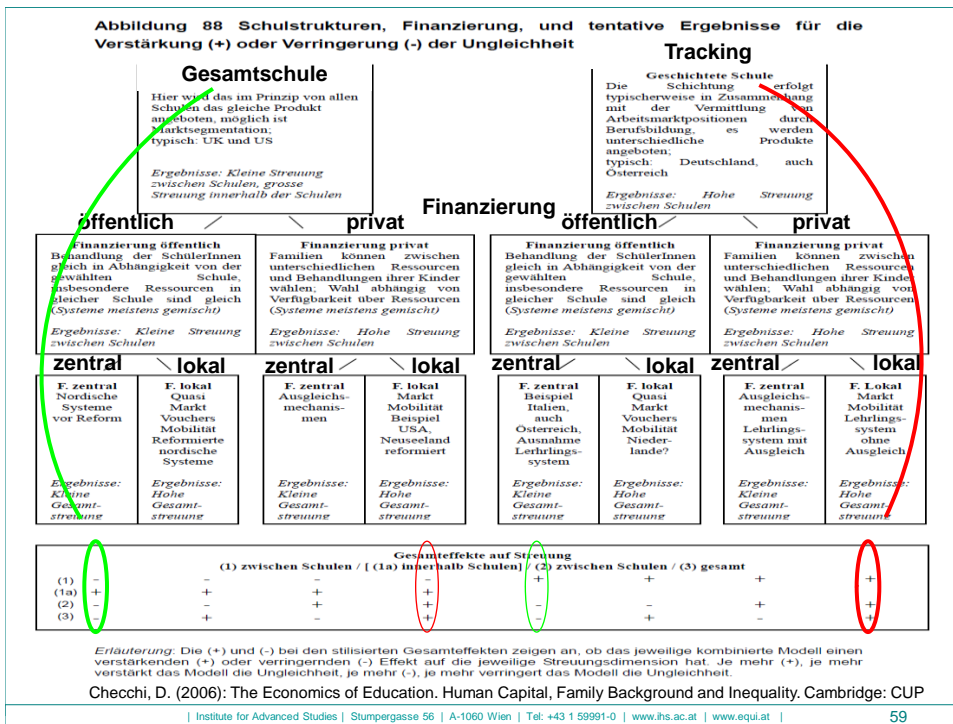 Abbildung 88 Schulstrukturen, Finanzierung, und tentative Ergebnisse für die
Verstärkung (+) oder Verringerung (-) der Ungleichheit
Gesamtschule
Hier wird das im Prinzip von allen
Schulen das gleiche Produkt
angeboten, möglich ist
Marktsegmentation;
typisch: UK und US
Ergebnisse: Kleine Streuung
zwischen Schulen, grosse
Streuung innerhalb der Schulen
Tracking
Geschichtete Schule
Die Schichtung erfolgt
typischerweise in Zusammenhang
mit der Vermittlung von
Arbeitsmarktpositionen durch
Berufsbildung, es werden
unterschiedliche Produkte
angeboten;
typisch: Deutschland, auch
Österreich
Ergebnisse: Hohe Streuung
zwischen Schulen
Finanzierung
öffentlich
privat
öffentlich
privat
Finanzierung öffentlich
Behandlung der SchülerInnen
gleich in Abhängigkeit von der
gewählten Schule,
insbesondere Ressourcen in
gleicher Schule sind gleich
(Systeme meistens gemischt)
Ergebnisse: Kleine Streuung
zwischen Schulen
Finanzierung privat
Familien können zwischen
unterschiedlichen Ressourcen
und Behandlungen ihrer Kinder
wählen; Wahl abhängig von
Verfügbarkeit über Ressourcen
(Systeme meistens gemischt)
Ergebnisse: Hohe Streuung
zwischen Schulen
Finanzierung öffentlich
Behandlung der SchülerInnen
gleich in Abhängigkeit von der
gewählten Schule,
insbesondere Ressourcen in
gleicher Schule sind gleich
(Systeme meistens gemischt)
Ergebnisse: Kleine Streuung
zwischen Schulen
Finanzierung privat
Familien können zwischen
unterschiedlichen Ressourcen
und Behandlungen ihrer Kinder
wählen; Wahl abhängig von
Verfügbarkeit über Ressourcen
(Systeme meistens gemischt)
Ergebnisse: Hohe Streuung
zwischen Schulen
zentral
lokal
zentral
lokal
zentral
lokal
zentral
lokal
F. zentral
Nordische
Systeme
vor Reform
Ergebnisse:
Kleine
Gesamt-
streuung
F. lokal
Quasi
Markt
Vouchers
Mobilität
Reformierte
nordische
Systeme
Ergebnisse:
Hohe
Gesamt-
streuung
F. zentral
Ausgleichs-
mechanis-
men
Ergebnisse:
Kleine
Gesamt-
streuung
F. lokal
Markt
Mobilität
Beispiel
USA,
Neuseeland
reformiert
Ergebnisse:
Hohe
Gesamt-
streuung
F. zentral
Beispiel
Italien,
auch
Österreich,
Ausnahme
Lerhrlings-
system
Ergebnisse:
Kleine
Gesamt-
streuung
F. lokal
Quasi
Markt
Vouchers
Mobilität
Nieder-
lande?
Ergebnisse:
Hohe
Gesamt-
streuung
F. zentral
Ausgleichs-
mechanis-
men
Lehrlings-
system mit
Ausgleich
Ergebnisse:
Kleine
Gesamt-
streuung
F. Lokal
Markt
Mobilität
Lehrlings-
system
ohne
Ausgleich
Ergebnisse:
Hohe
Gesamt-
streuung
Gesamteffekte auf Streuung
(1) zwischen Schulen / [ (1a) innerhalb Schulen] / (2) zwischen Schulen / (3) gesamt
(1) - - - - + + + +
(1a) + + + +
(2) - - + + - - + +
(3) - + - + - + - +
Erläuterung: Die (+) und (-) bei den stilisierten Gesamteffekten zeigen an, ob das jeweilige kombinierte Modell einen
verstärkenden (+) oder verringernden (-) Effekt auf die jeweilige Streuungsdimension hat. Je mehr (+), je mehr
verstärkt das Modell die Ungleichheit, je mehr (-), je mehr verringert das Modell die Ungleichheit.
Checchi, D. (2006): The Economics of Education. Human Capital, Family Background and Inequality. Cambridge: CUP
| Institute for Advanced Studies | Stumpergasse 56 | A-1060 Wien | Tel: +43 1 59991-0 | www.ihs.ac.at | www.equi.at | 59